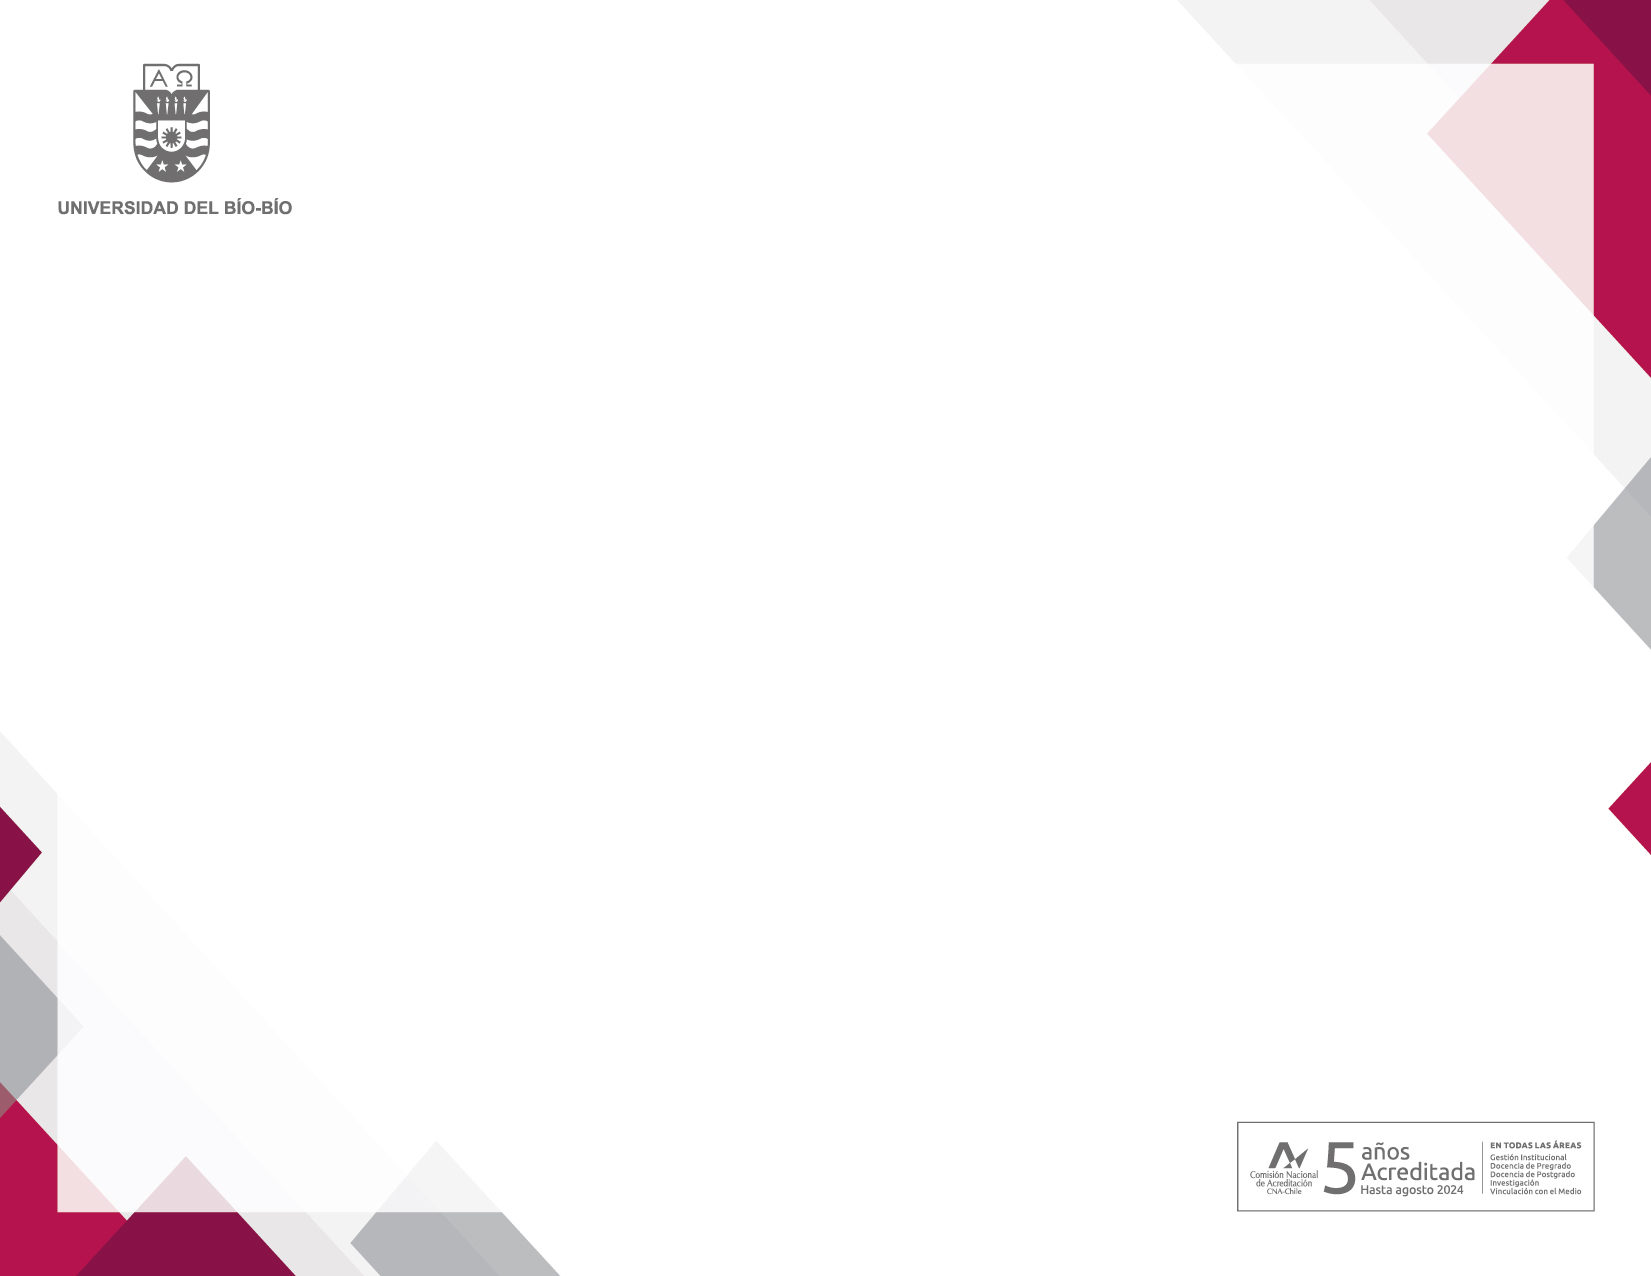 Α Ω
UNIVERSIDAD DEL BÍO-BÍO
Comisión Nacional
de Acreditación
CNA-Chile
5 años
Acreditada
Hasta agosto 2024
EN TODAS LAS ÁREAS
Gestión Institucional
Docencia de Pregrado
Docencia de Postgrado
Investigación
Vinculación con el Medio